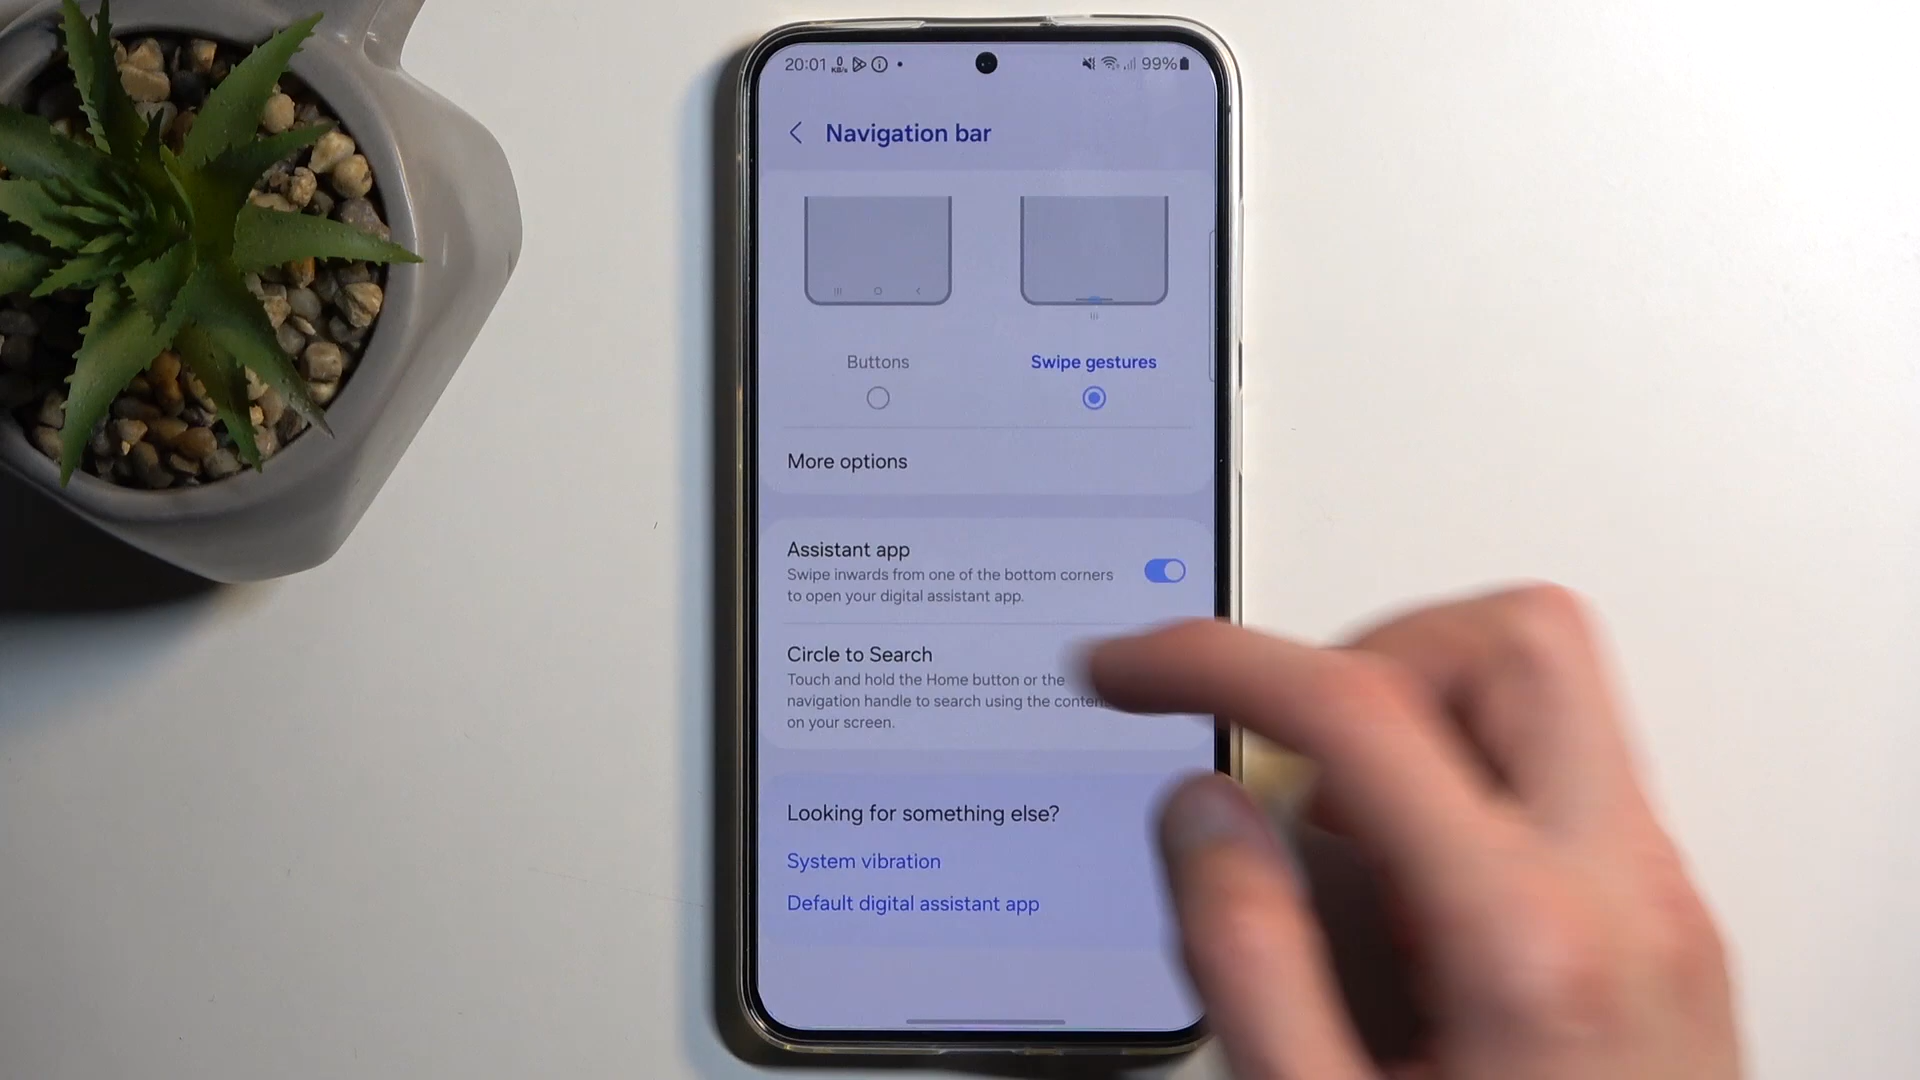 20:01 0 KB/s 99%
Navigation bar
Buttons
Swipe gestures
More options
Assistant app
Swipe inwards from one of the bottom corners
to open your digital assistant app.
Circle to Search
Touch and hold the Home button or the
navigation handle to search using the content
on your screen.
Looking for something else?
System vibration
Default digital assistant app